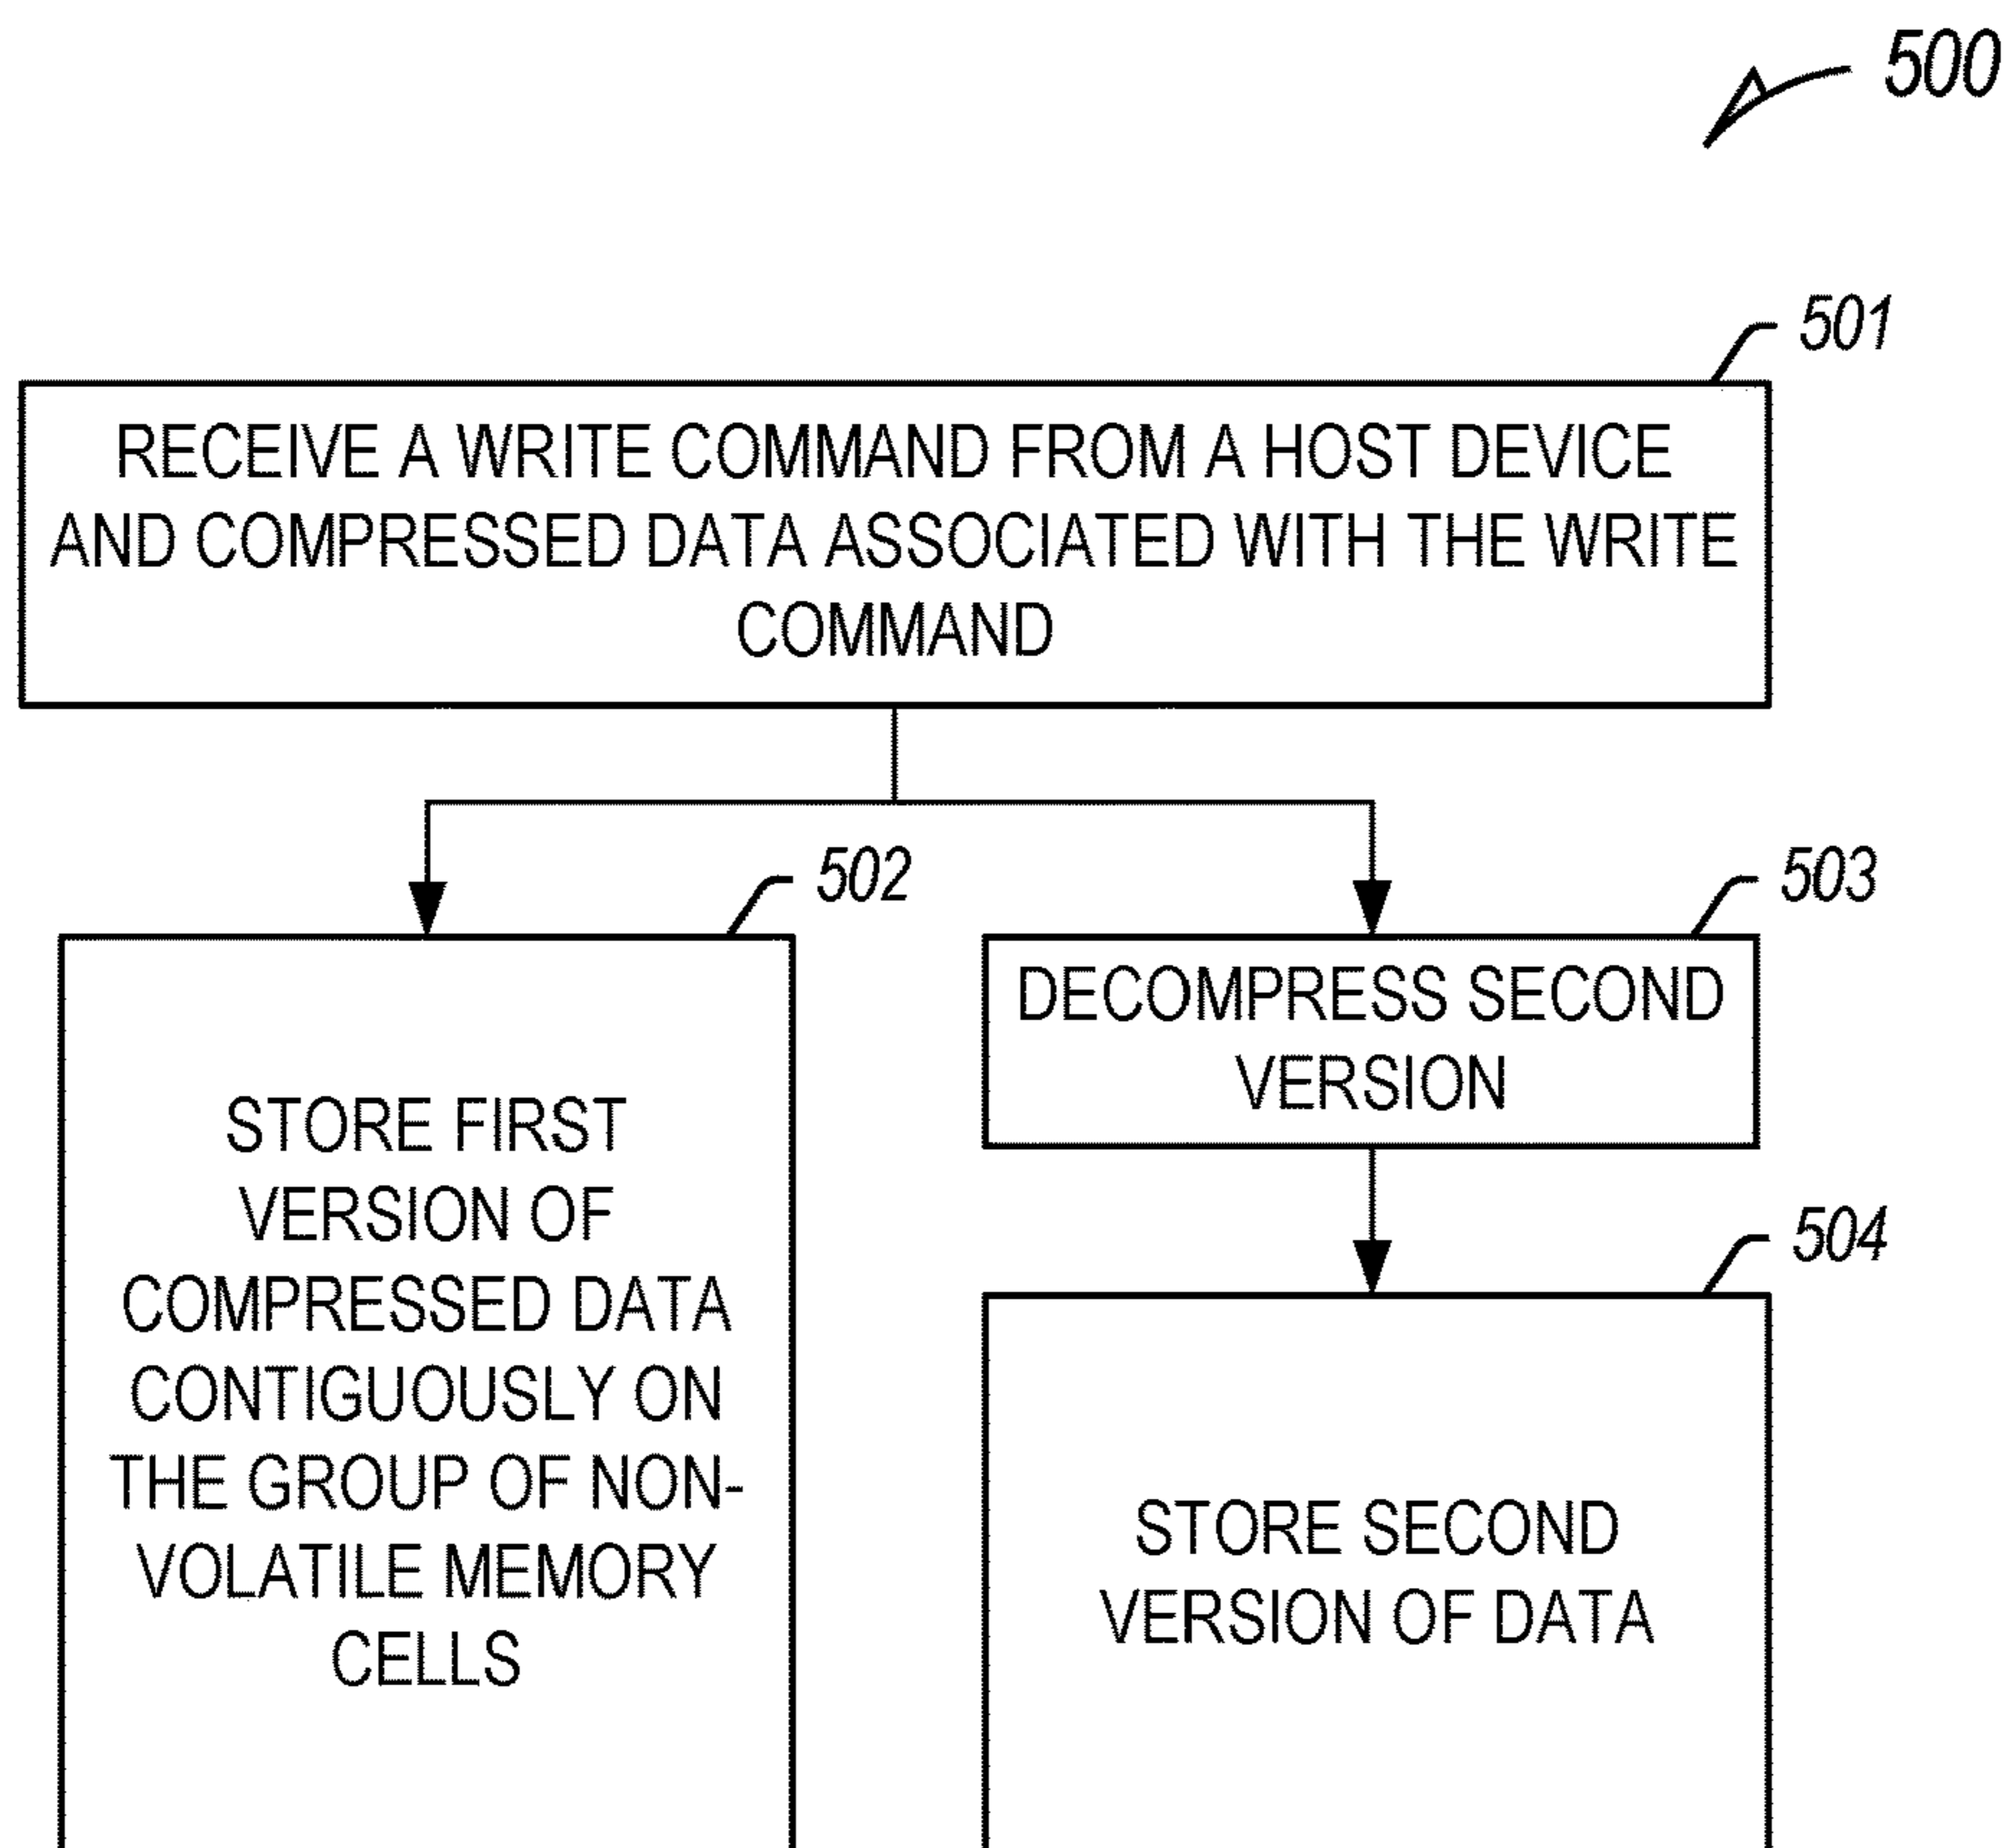 500
501
RECEIVE A WRITE COMMAND FROM A HOST DEVICE
AND COMPRESSED DATA ASSOCIATED WITH THE WRITE
COMMAND
502
STORE FIRST
VERSION OF
COMPRESSED DATA
CONTIGUOUSLY ON
THE GROUP OF NON-
VOLATILE MEMORY
CELLS
503
DECOMPRESS SECOND
VERSION
504
STORE SECOND
VERSION OF DATA